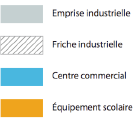 Emprise industrielle
Friche industrielle
Centre commercial
Équipement scolaire